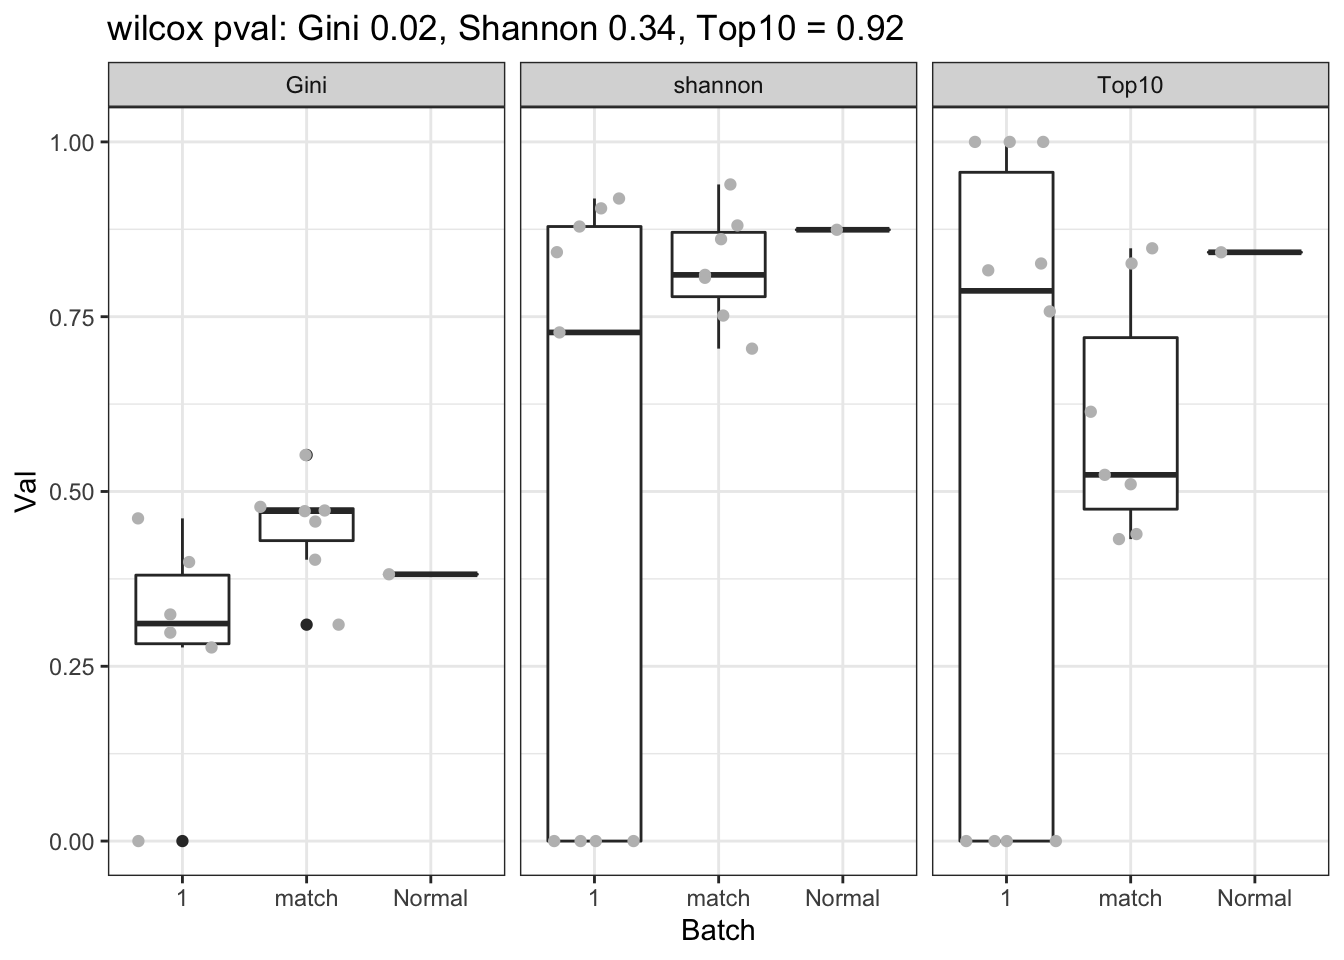 wilcox pval: Gini 0.02, Shannon 0.34, Top10 = 0.92
Gini shannon Top10
1.00
0.75
0.50
0.25
0.00
Val
1 match Normal 1 match Normal 1 match Normal
Batch